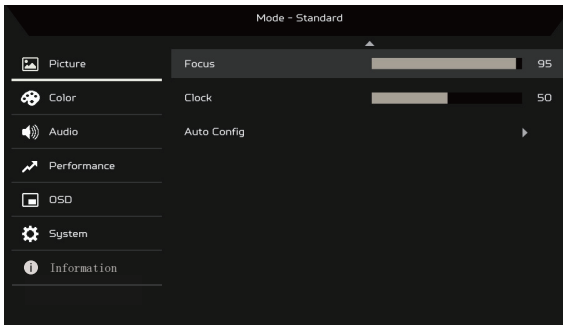 Mode - Standard
Picture
Focus 95
Color
Clock 50
Audio
Auto Config
Performance
OSD
System
Information